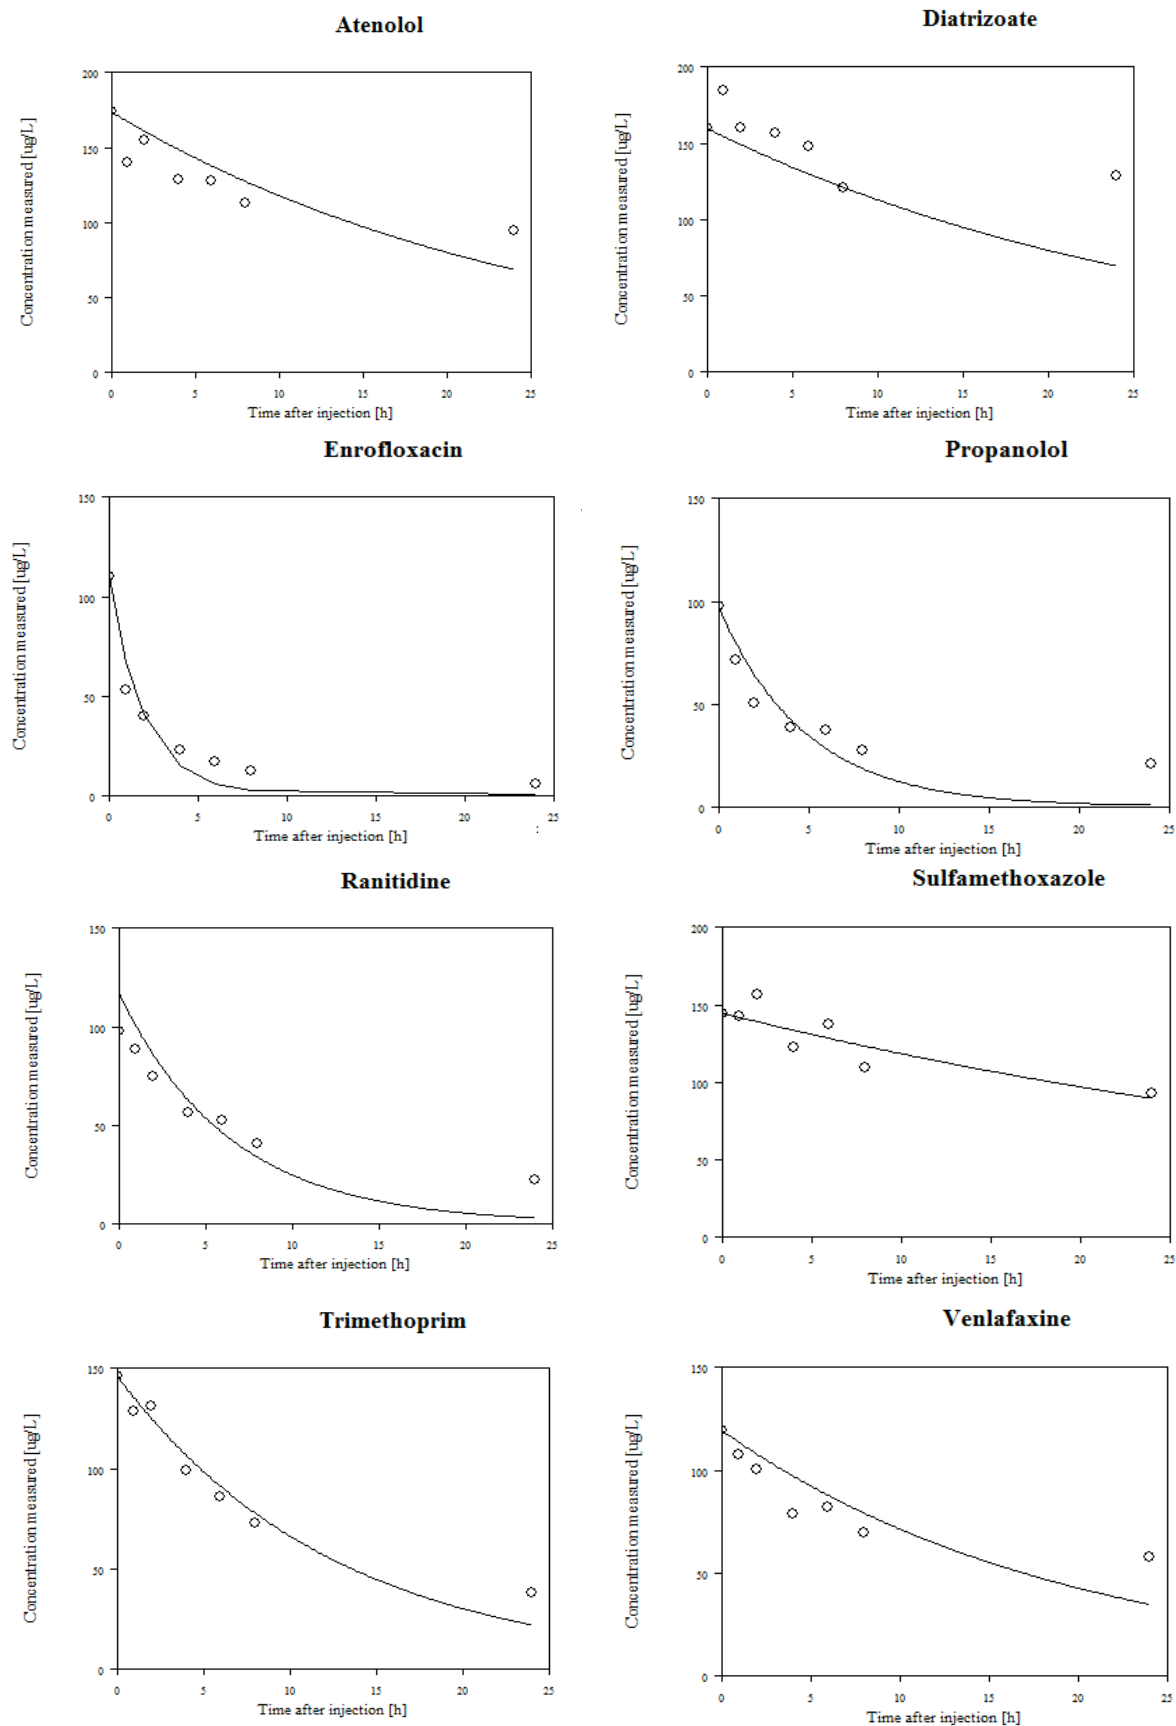 Atenolol
Concentration measured [ug/L]
200
150
100
50
0
0 5 10 15 20 25
Time after injection [h]
Diatrizoate
Concentration measured [ug/L]
200
150
100
50
0
0 5 10 15 20 25
Time after injection [h]
Enrofloxacin
Concentration measured [ug/L]
150
100
50
0
0 5 10 15 20 25
Time after injection [h]
Propanolol
Concentration measured [ug/L]
150
100
50
0
0 5 10 15 20 25
Time after injection [h]
Ranitidine
Concentration measured [ug/L]
150
100
50
0
0 5 10 15 20 25
Time after injection [h]
Sulfamethoxazole
Concentration measured [ug/L]
200
150
100
50
0
0 5 10 15 20 25
Time after injection [h]
Trimethoprim
Concentration measured [ug/L]
150
100
50
0
0 5 10 15 20 25
Time after injection [h]
Venlafaxine
Concentration measured [ug/L]
150
100
50
0
0 5 10 15 20 25
Time after injection [h]